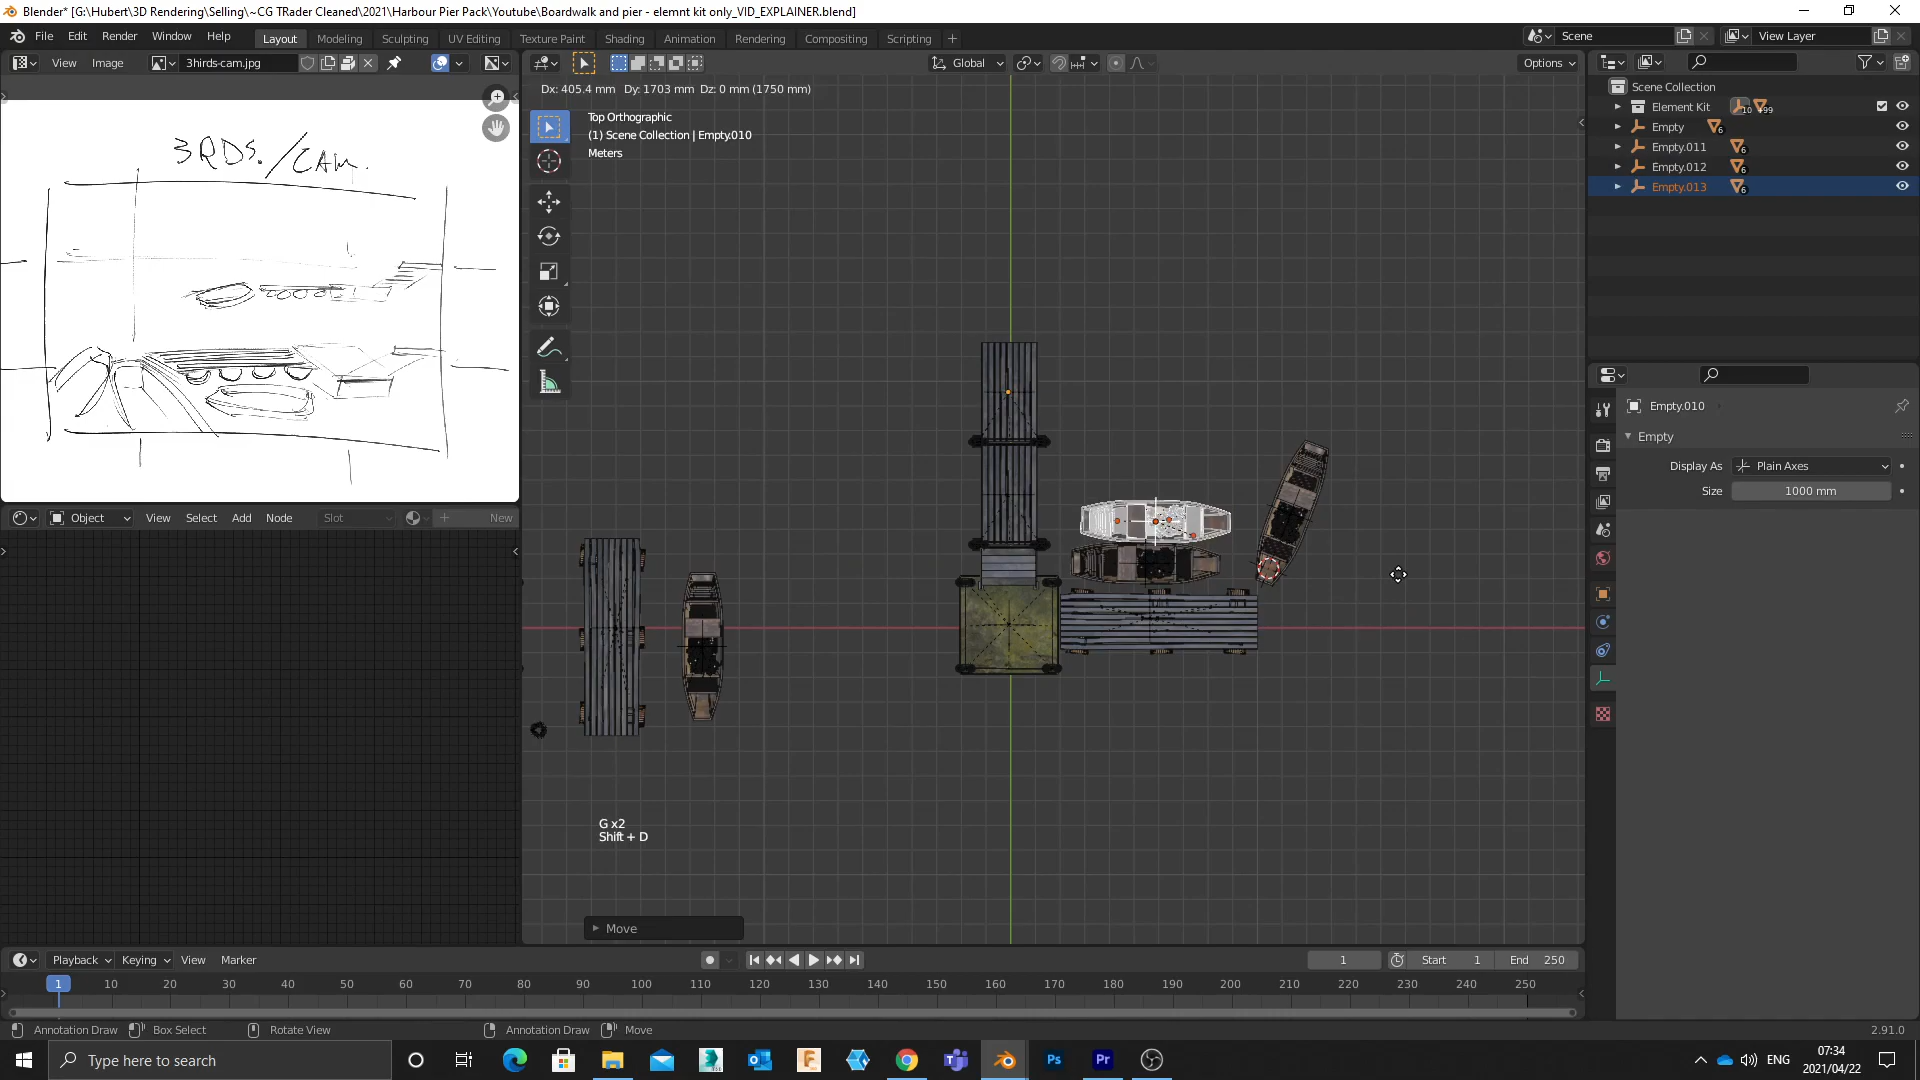 Blender* [G:\Hubert\3D Rendering\Selling\~CG TRader Cleaned\2021\Harbour Pier Pack\Youtube\Boardwalk and pier - elemnt kit only_VID_EXPLAINER.blend]
File Edit Render Window Help Layout Modeling Sculpting UV Editing Texture Paint Shading Animation Rendering Compositing Scripting + Scene View Layer
View Image 3hirds-cam.jpg Global Options
Dx: 405.4 mm Dy: 1703 mm Dz: 0 mm (1750 mm)
Top Orthographic
(1) Scene Collection | Empty.010
Meters
3RDS./CAM.
Scene Collection
Element Kit 10 +99
Empty 6
Empty.011 6
Empty.012 6
Empty.013 6
Empty.010
Empty
Display As Plain Axes
Size 1000 mm
Object View Select Add Node Slot New
G x2
Shift + D
Move
Playback Keying View Marker 1 Start 1 End 250
1 10 20 30 40 50 60 70 80 90 100 110 120 130 140 150 160 170 180 190 200 210 220 230 240 250
Annotation Draw Box Select Rotate View Annotation Draw Move 2.91.0
Type here to search ENG 07:34
2021/04/22